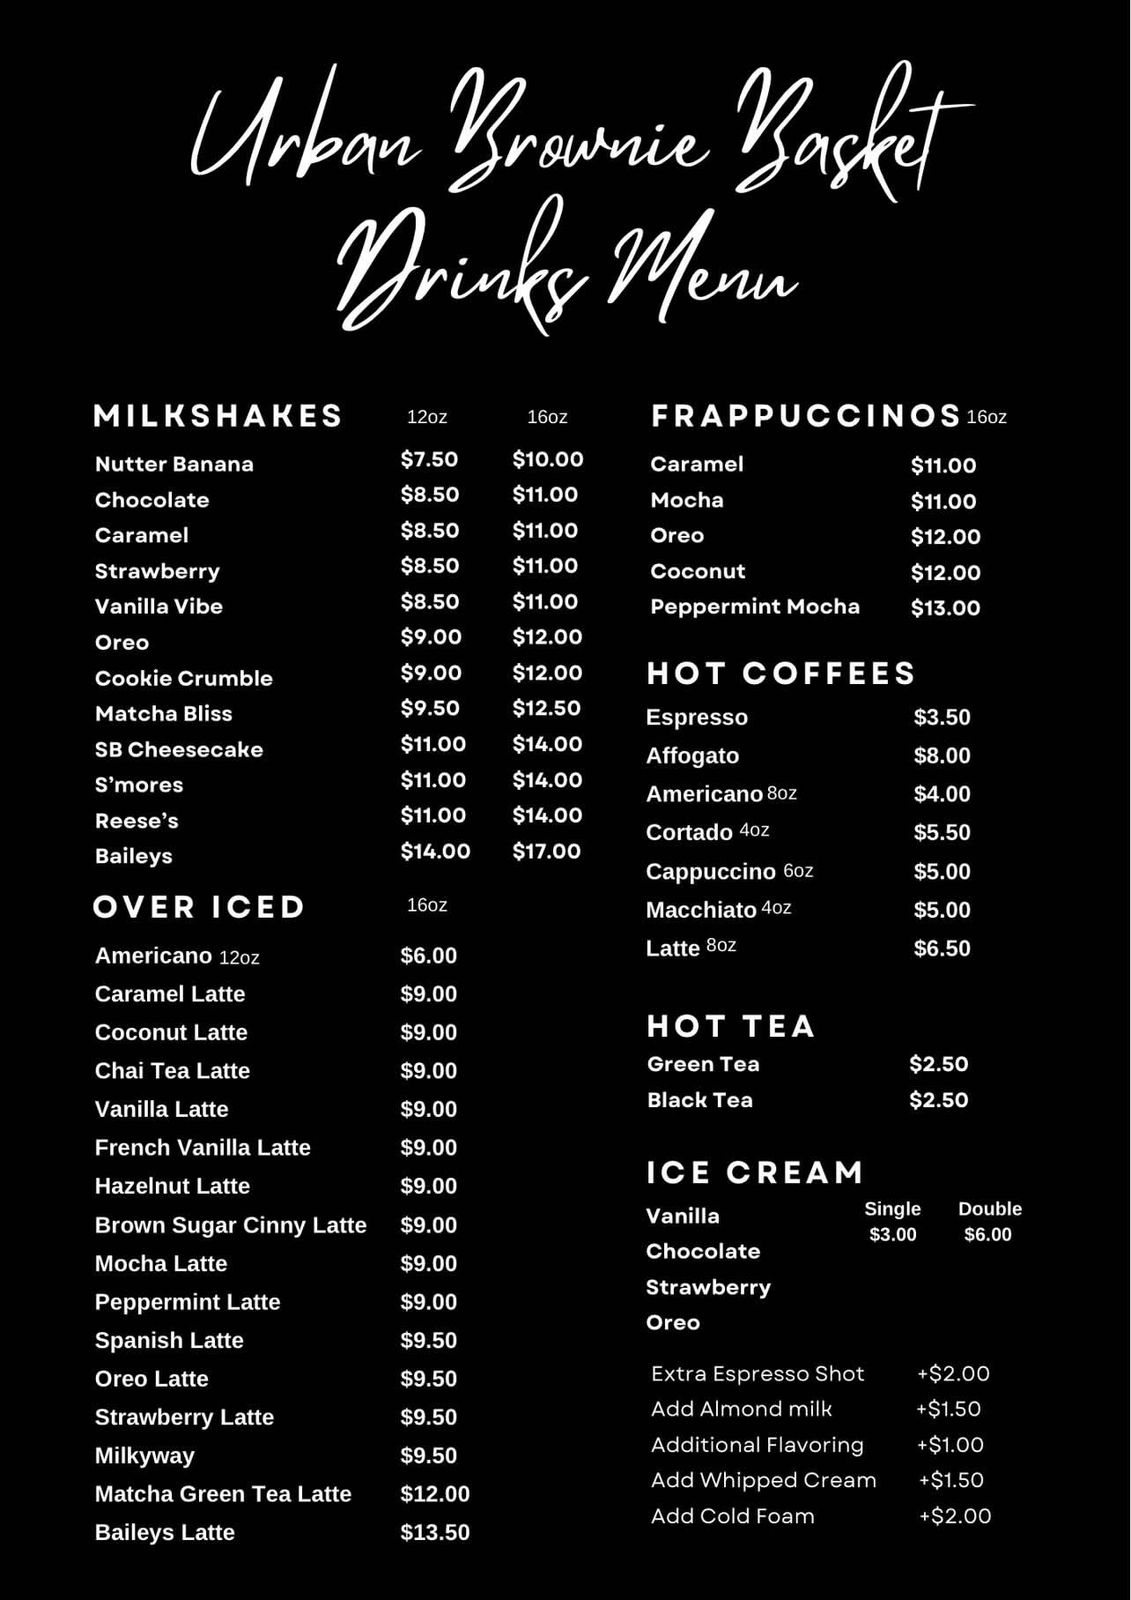 Urban Brownie Basket
Drinks Menu
MILKSHAKES 12oz 16oz
Nutter Banana $7.50 $10.00
Chocolate $8.50 $11.00
Caramel $8.50 $11.00
Strawberry $8.50 $11.00
Vanilla Vibe $8.50 $11.00
Oreo $9.00 $12.00
Cookie Crumble $9.00 $12.00
Matcha Bliss $9.50 $12.50
SB Cheesecake $11.00 $14.00
S’mores $11.00 $14.00
Reese’s $11.00 $14.00
Baileys $14.00 $17.00
OVER ICED 16oz
Americano 12oz $6.00
Caramel Latte $9.00
Coconut Latte $9.00
Chai Tea Latte $9.00
Vanilla Latte $9.00
French Vanilla Latte $9.00
Hazelnut Latte $9.00
Brown Sugar Cinny Latte $9.00
Mocha Latte $9.00
Peppermint Latte $9.00
Spanish Latte $9.50
Oreo Latte $9.50
Strawberry Latte $9.50
Milkyway $9.50
Matcha Green Tea Latte $12.00
Baileys Latte $13.50
FRAPPUCCINOS 16oz
Caramel $11.00
Mocha $11.00
Oreo $12.00
Coconut $12.00
Peppermint Mocha $13.00
HOT COFFEES
Espresso $3.50
Affogato $8.00
Americano 8oz $4.00
Cortado 4oz $5.50
Cappuccino 6oz $5.00
Macchiato 4oz $5.00
Latte 8oz $6.50
HOT TEA
Green Tea $2.50
Black Tea $2.50
ICE CREAM
Single Double
Vanilla
$3.00 $6.00
Chocolate
Strawberry
Oreo
Extra Espresso Shot +$2.00
Add Almond milk +$1.50
Additional Flavoring +$1.00
Add Whipped Cream +$1.50
Add Cold Foam +$2.00